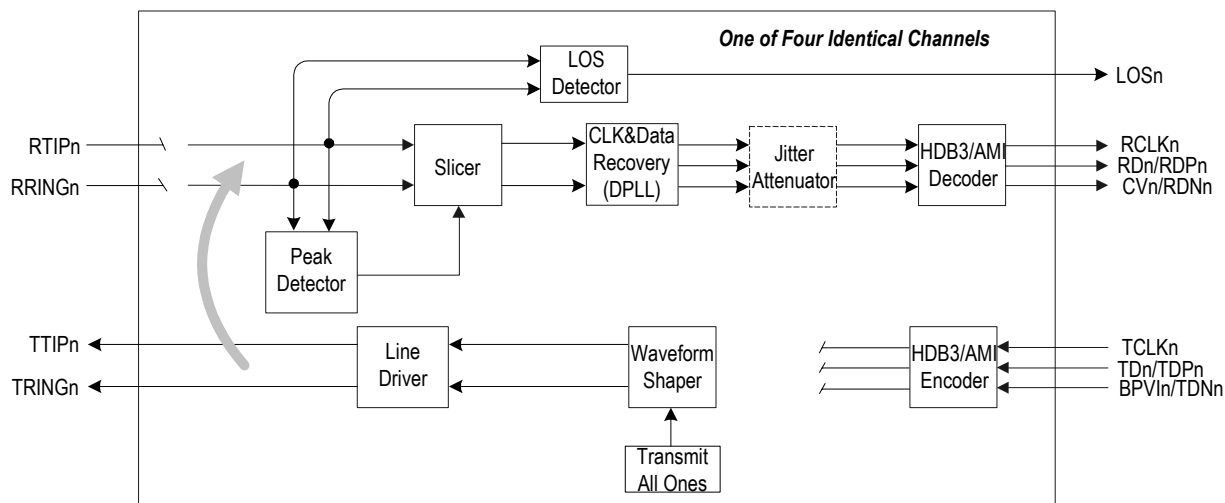 One of Four Identical Channels
LOS
Detector
LOSn
RTIPn
RRINGn
Slicer
CLK&Data
Recovery
(DPLL)
Jitter
Attenuator
HDB3/AMI
Decoder
RCLKn
RDn/RDPn
CVn/RDNn
Peak
Detector
TTIPn
TRINGn
Line
Driver
Waveform
Shaper
HDB3/AMI
Encoder
TCLKn
TDn/TDPn
BPVIn/TDNn
Transmit
All Ones